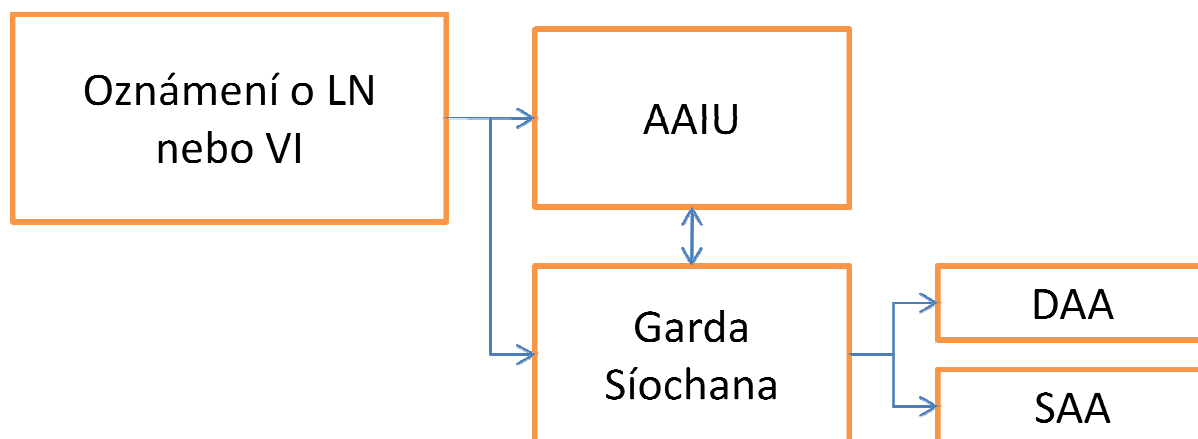 Oznámení o LN
nebo VI
AAIU
Garda
Síochana
DAA
SAA